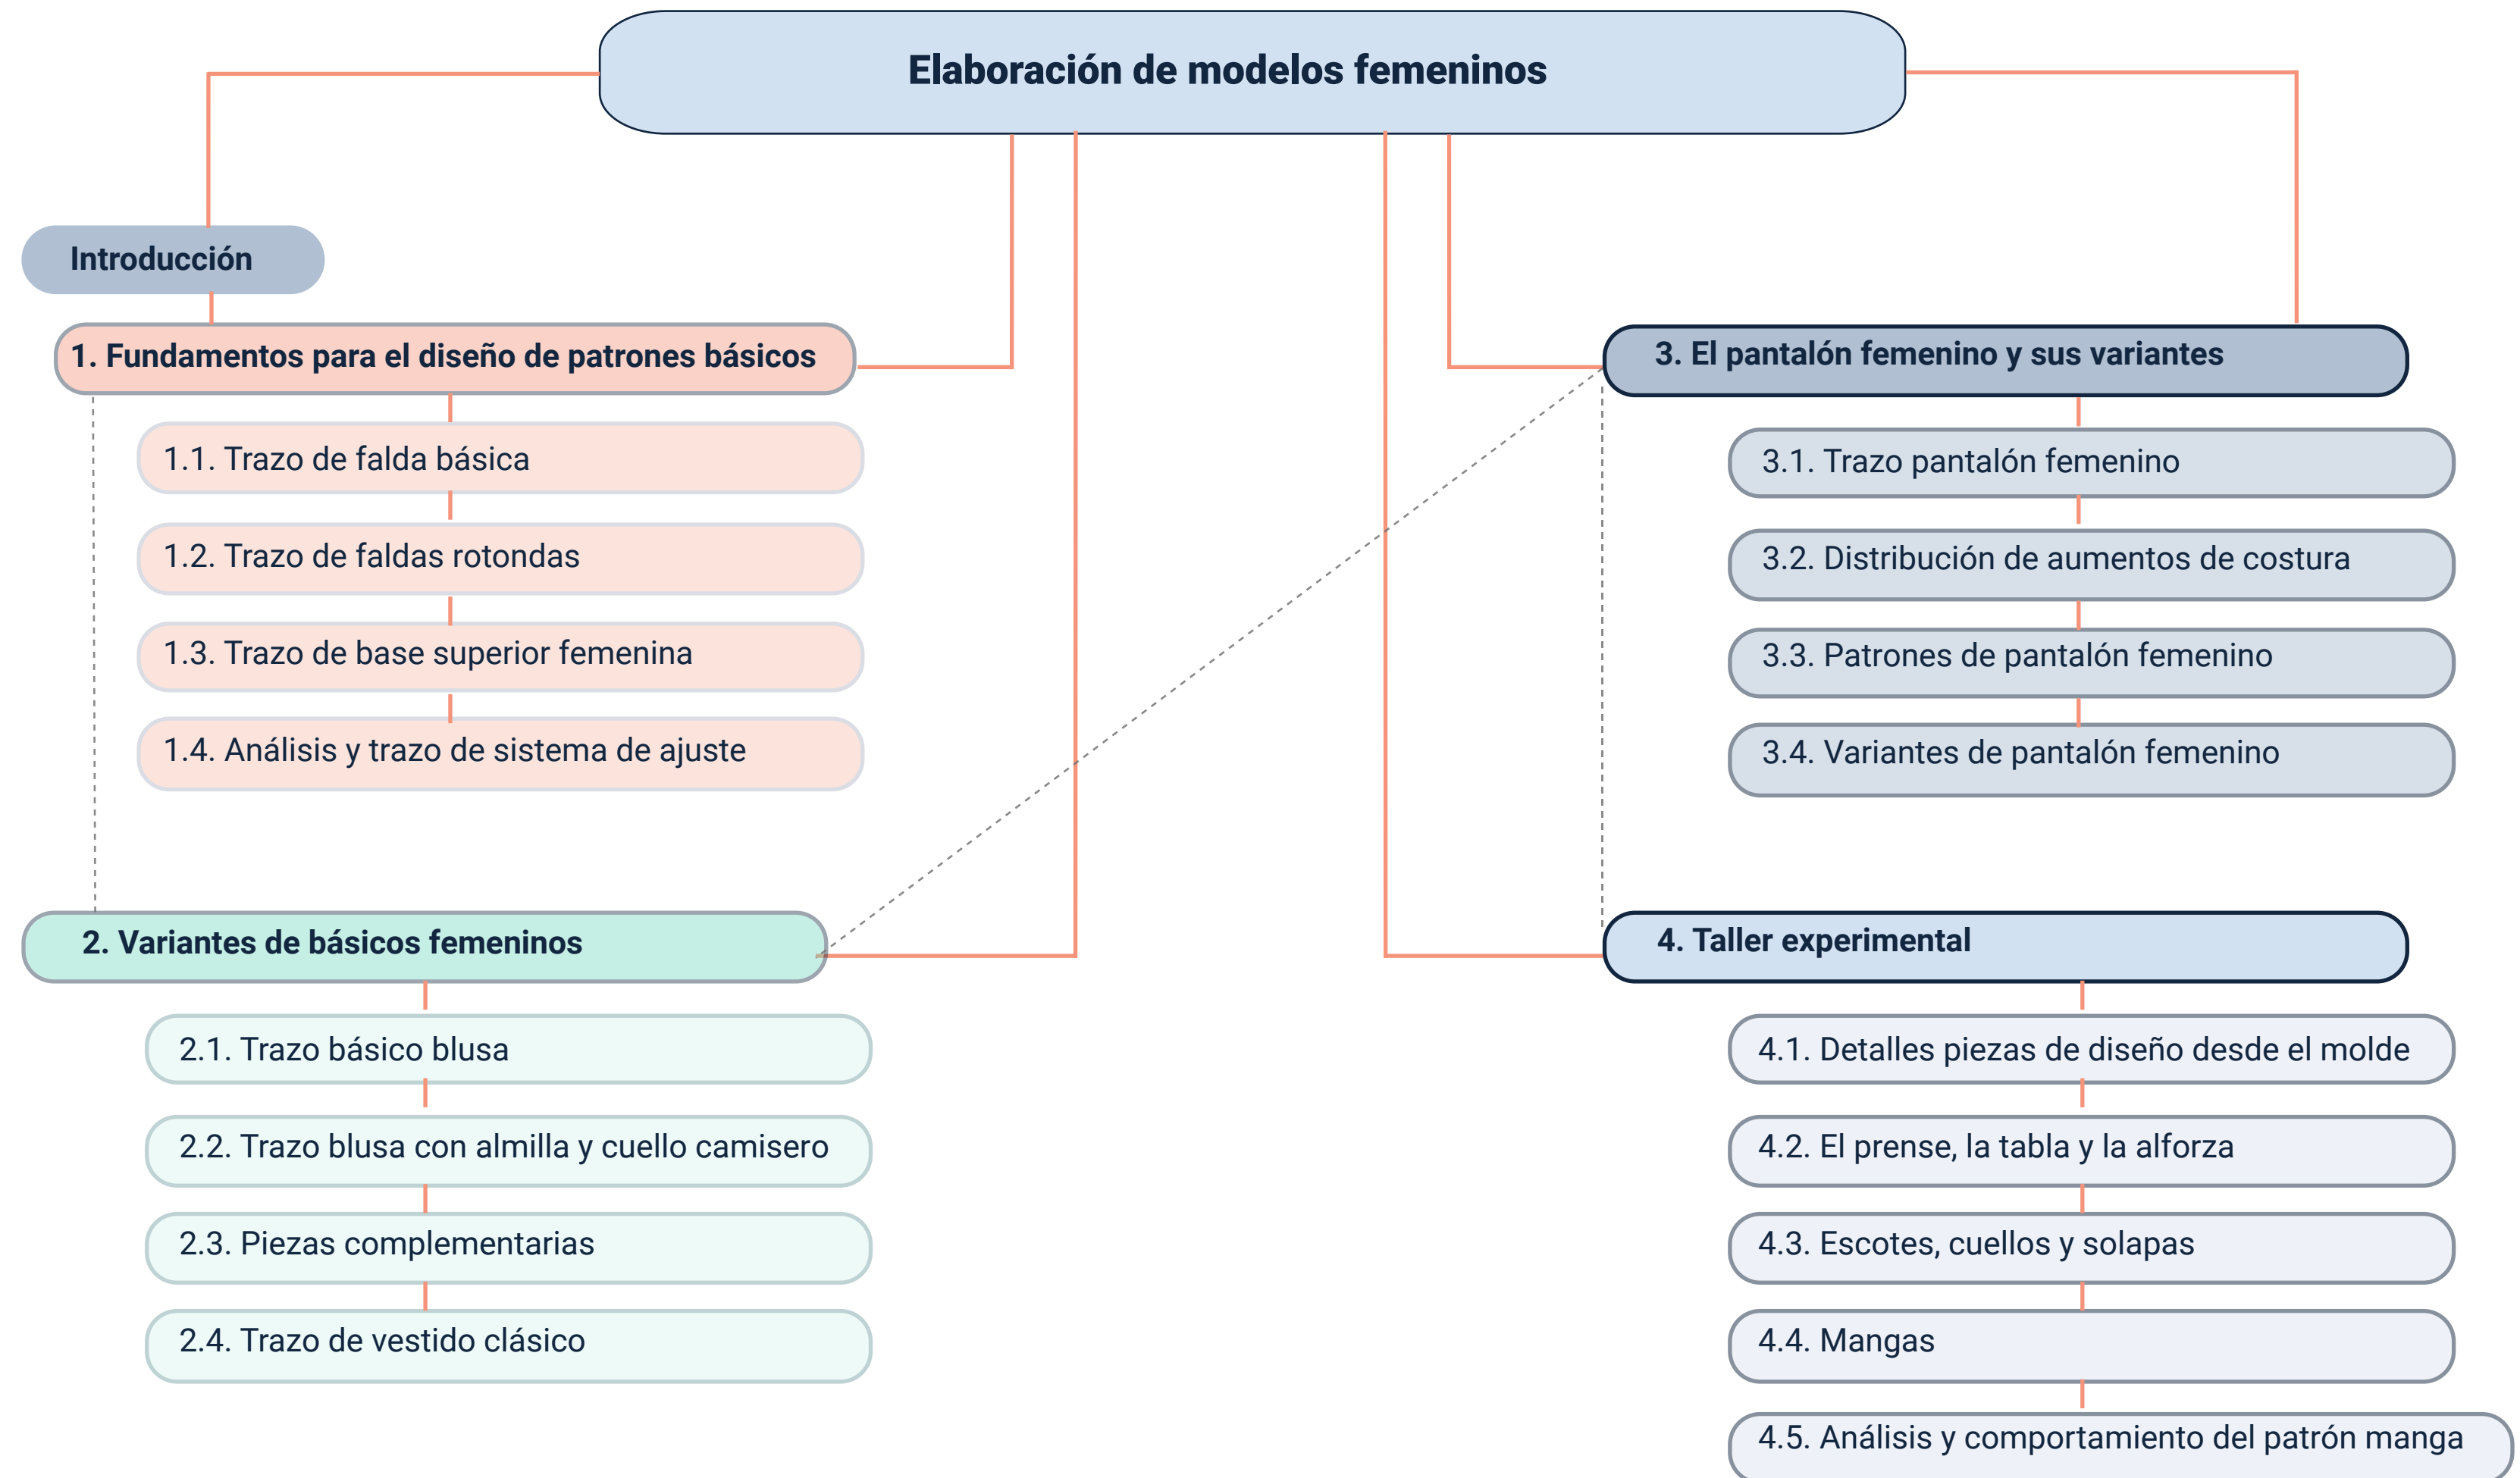 Elaboración de modelos femeninos
Introducción
1. Fundamentos para el diseño de patrones básicos
1.1. Trazo de falda básica
1.2. Trazo de faldas rotondas
1.3. Trazo de base superior femenina
1.4. Análisis y trazo de sistema de ajuste
2. Variantes de básicos femeninos
2.1. Trazo básico blusa
2.2. Trazo blusa con almilla y cuello camisero
2.3. Piezas complementarias
2.4. Trazo de vestido clásico
3. El pantalón femenino y sus variantes
3.1. Trazo pantalón femenino
3.2. Distribución de aumentos de costura
3.3. Patrones de pantalón femenino
3.4. Variantes de pantalón femenino
4. Taller experimental
4.1. Detalles piezas de diseño desde el molde
4.2. El prense, la tabla y la alforza
4.3. Escotes, cuellos y solapas
4.4. Mangas
4.5. Análisis y comportamiento del patrón manga